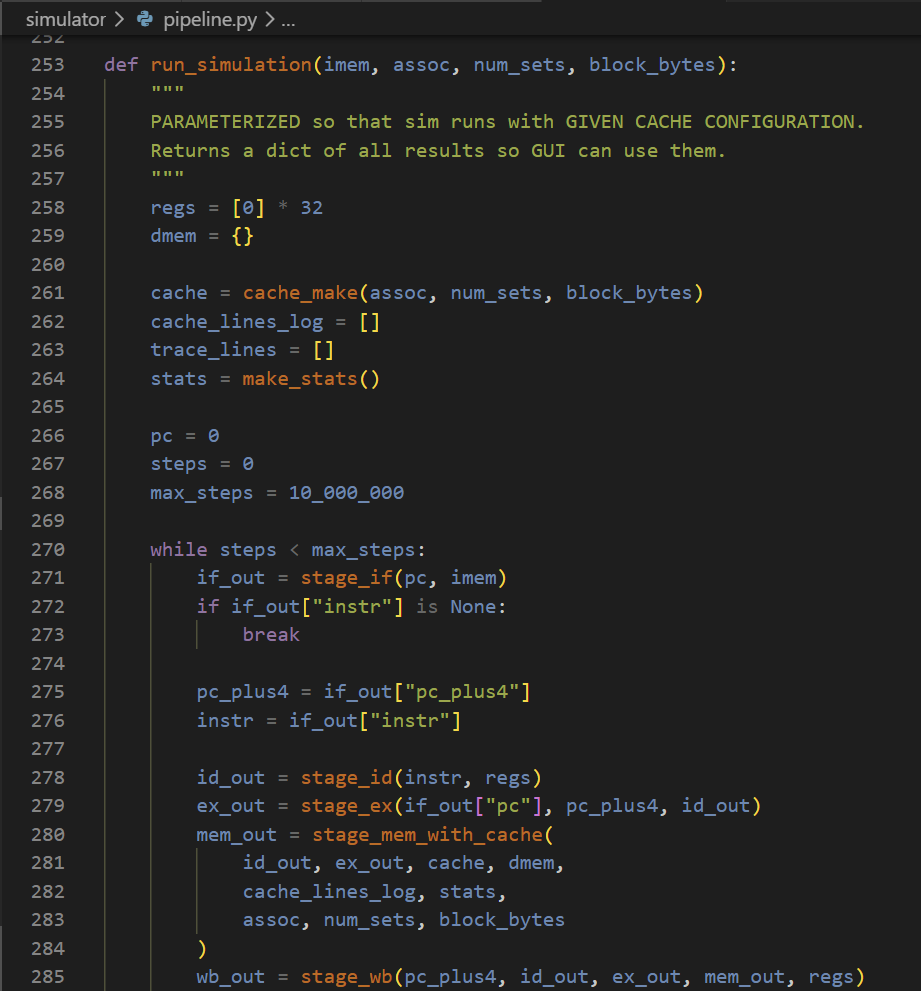 simulator > pipeline.py > ...
252
253 def run_simulation(imem, assoc, num_sets, block_bytes):
254     """
255     PARAMETERIZED so that sim runs with GIVEN CACHE CONFIGURATION.
256     Returns a dict of all results so GUI can use them.
257     """
258     regs = [0] * 32
259     dmem = {}
260
261     cache = cache_make(assoc, num_sets, block_bytes)
262     cache_lines_log = []
263     trace_lines = []
264     stats = make_stats()
265
266     pc = 0
267     steps = 0
268     max_steps = 10_000_000
269
270     while steps < max_steps:
271         if_out = stage_if(pc, imem)
272         if if_out["instr"] is None:
273             break
274
275         pc_plus4 = if_out["pc_plus4"]
276         instr = if_out["instr"]
277
278         id_out = stage_id(instr, regs)
279         ex_out = stage_ex(if_out["pc"], pc_plus4, id_out)
280         mem_out = stage_mem_with_cache(
281             id_out, ex_out, cache, dmem,
282             cache_lines_log, stats,
283             assoc, num_sets, block_bytes
284         )
285         wb_out = stage_wb(pc_plus4, id_out, ex_out, mem_out, regs)